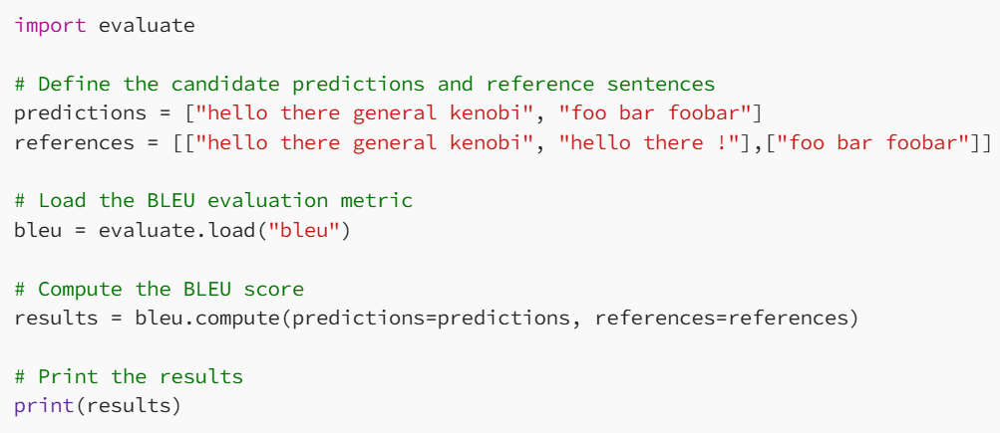 import evaluate
# Define the candidate predictions and reference sentences
predictions = ["hello there general kenobi", "foo bar foobar"]
references = [["hello there general kenobi", "hello there !"],["foo bar foobar"]]
# Load the BLEU evaluation metric
bleu = evaluate.load("bleu")
# Compute the BLEU score
results = bleu.compute(predictions=predictions, references=references)
# Print the results
print(results)